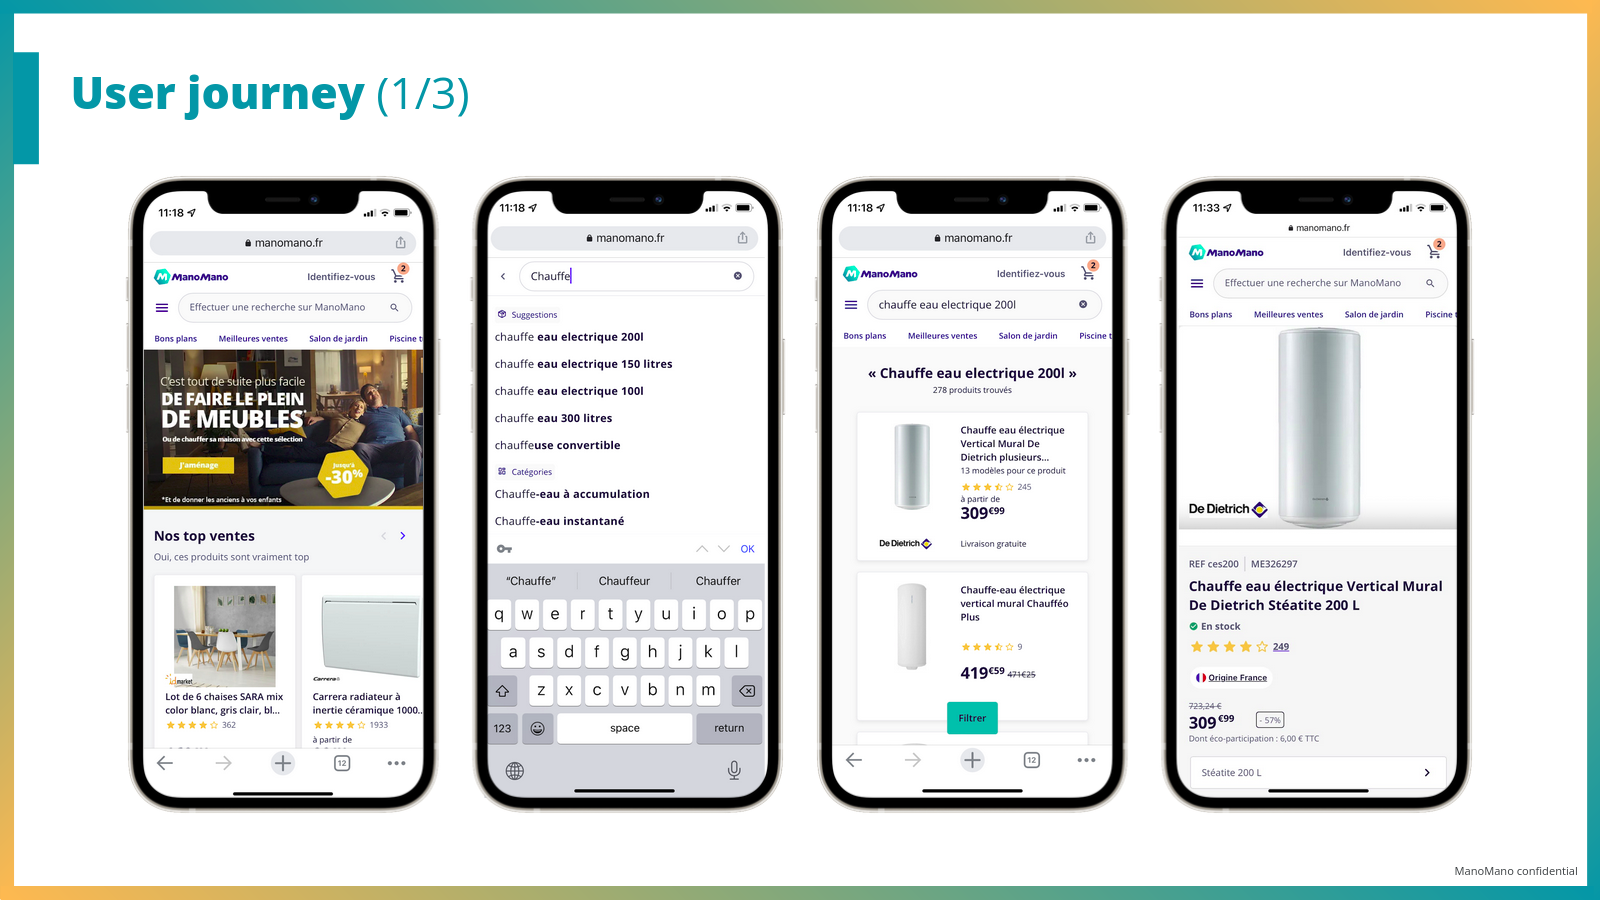 User journey (1/3)
11:18
manomano.fr
ManoMano
Identifiez-vous
2
Effectuer une recherche sur ManoMano
Bons plans
Meilleures ventes
Salon de jardin
Piscine t
C'est tout de suite plus facile
DE FAIRE LE PLEIN
DE MEUBLES*
Ou de chauffer sa maison avec cette sélection
J'aménage
Jusqu'à
-30%
*Et de donner les anciens à vos enfants
Nos top ventes
Oui, ces produits sont vraiment top
market
Lot de 6 chaises SARA mix
color blanc, gris clair, bl...
362
Carrera
Carrera radiateur à
inertie céramique 1000...
1933
à partir de
12
11:18
manomano.fr
Chauffe
Suggestions
chauffe eau electrique 200l
chauffe eau electrique 150 litres
chauffe eau electrique 100l
chauffe eau 300 litres
chauffeuse convertible
Catégories
Chauffe-eau à accumulation
Chauffe-eau instantané
OK
“Chauffe”
Chauffeur
Chauffer
q w e r t y u i o p
a s d f g h j k l
z x c v b n m
123
space
return
11:18
manomano.fr
ManoMano
Identifiez-vous
2
chauffe eau electrique 200l
Bons plans
Meilleures ventes
Salon de jardin
Piscine t
« Chauffe eau electrique 200l »
278 produits trouvés
Chauffe eau électrique
Vertical Mural De
Dietrich plusieurs...
13 modèles pour ce produit
245
à partir de
309€99
De Dietrich
Livraison gratuite
Chauffe-eau électrique
vertical mural Chaufféo
Plus
9
419€59 471€25
Filtrer
12
11:33
manomano.fr
ManoMano
Identifiez-vous
2
Effectuer une recherche sur ManoMano
Bons plans
Meilleures ventes
Salon de jardin
Piscine t
De Dietrich
REF ces200
ME326297
Chauffe eau électrique Vertical Mural
De Dietrich Stéatite 200 L
En stock
249
Origine France
723,24 €
309€99
- 57%
Dont éco-participation : 6,00 € TTC
Stéatite 200 L
ManoMano confidential